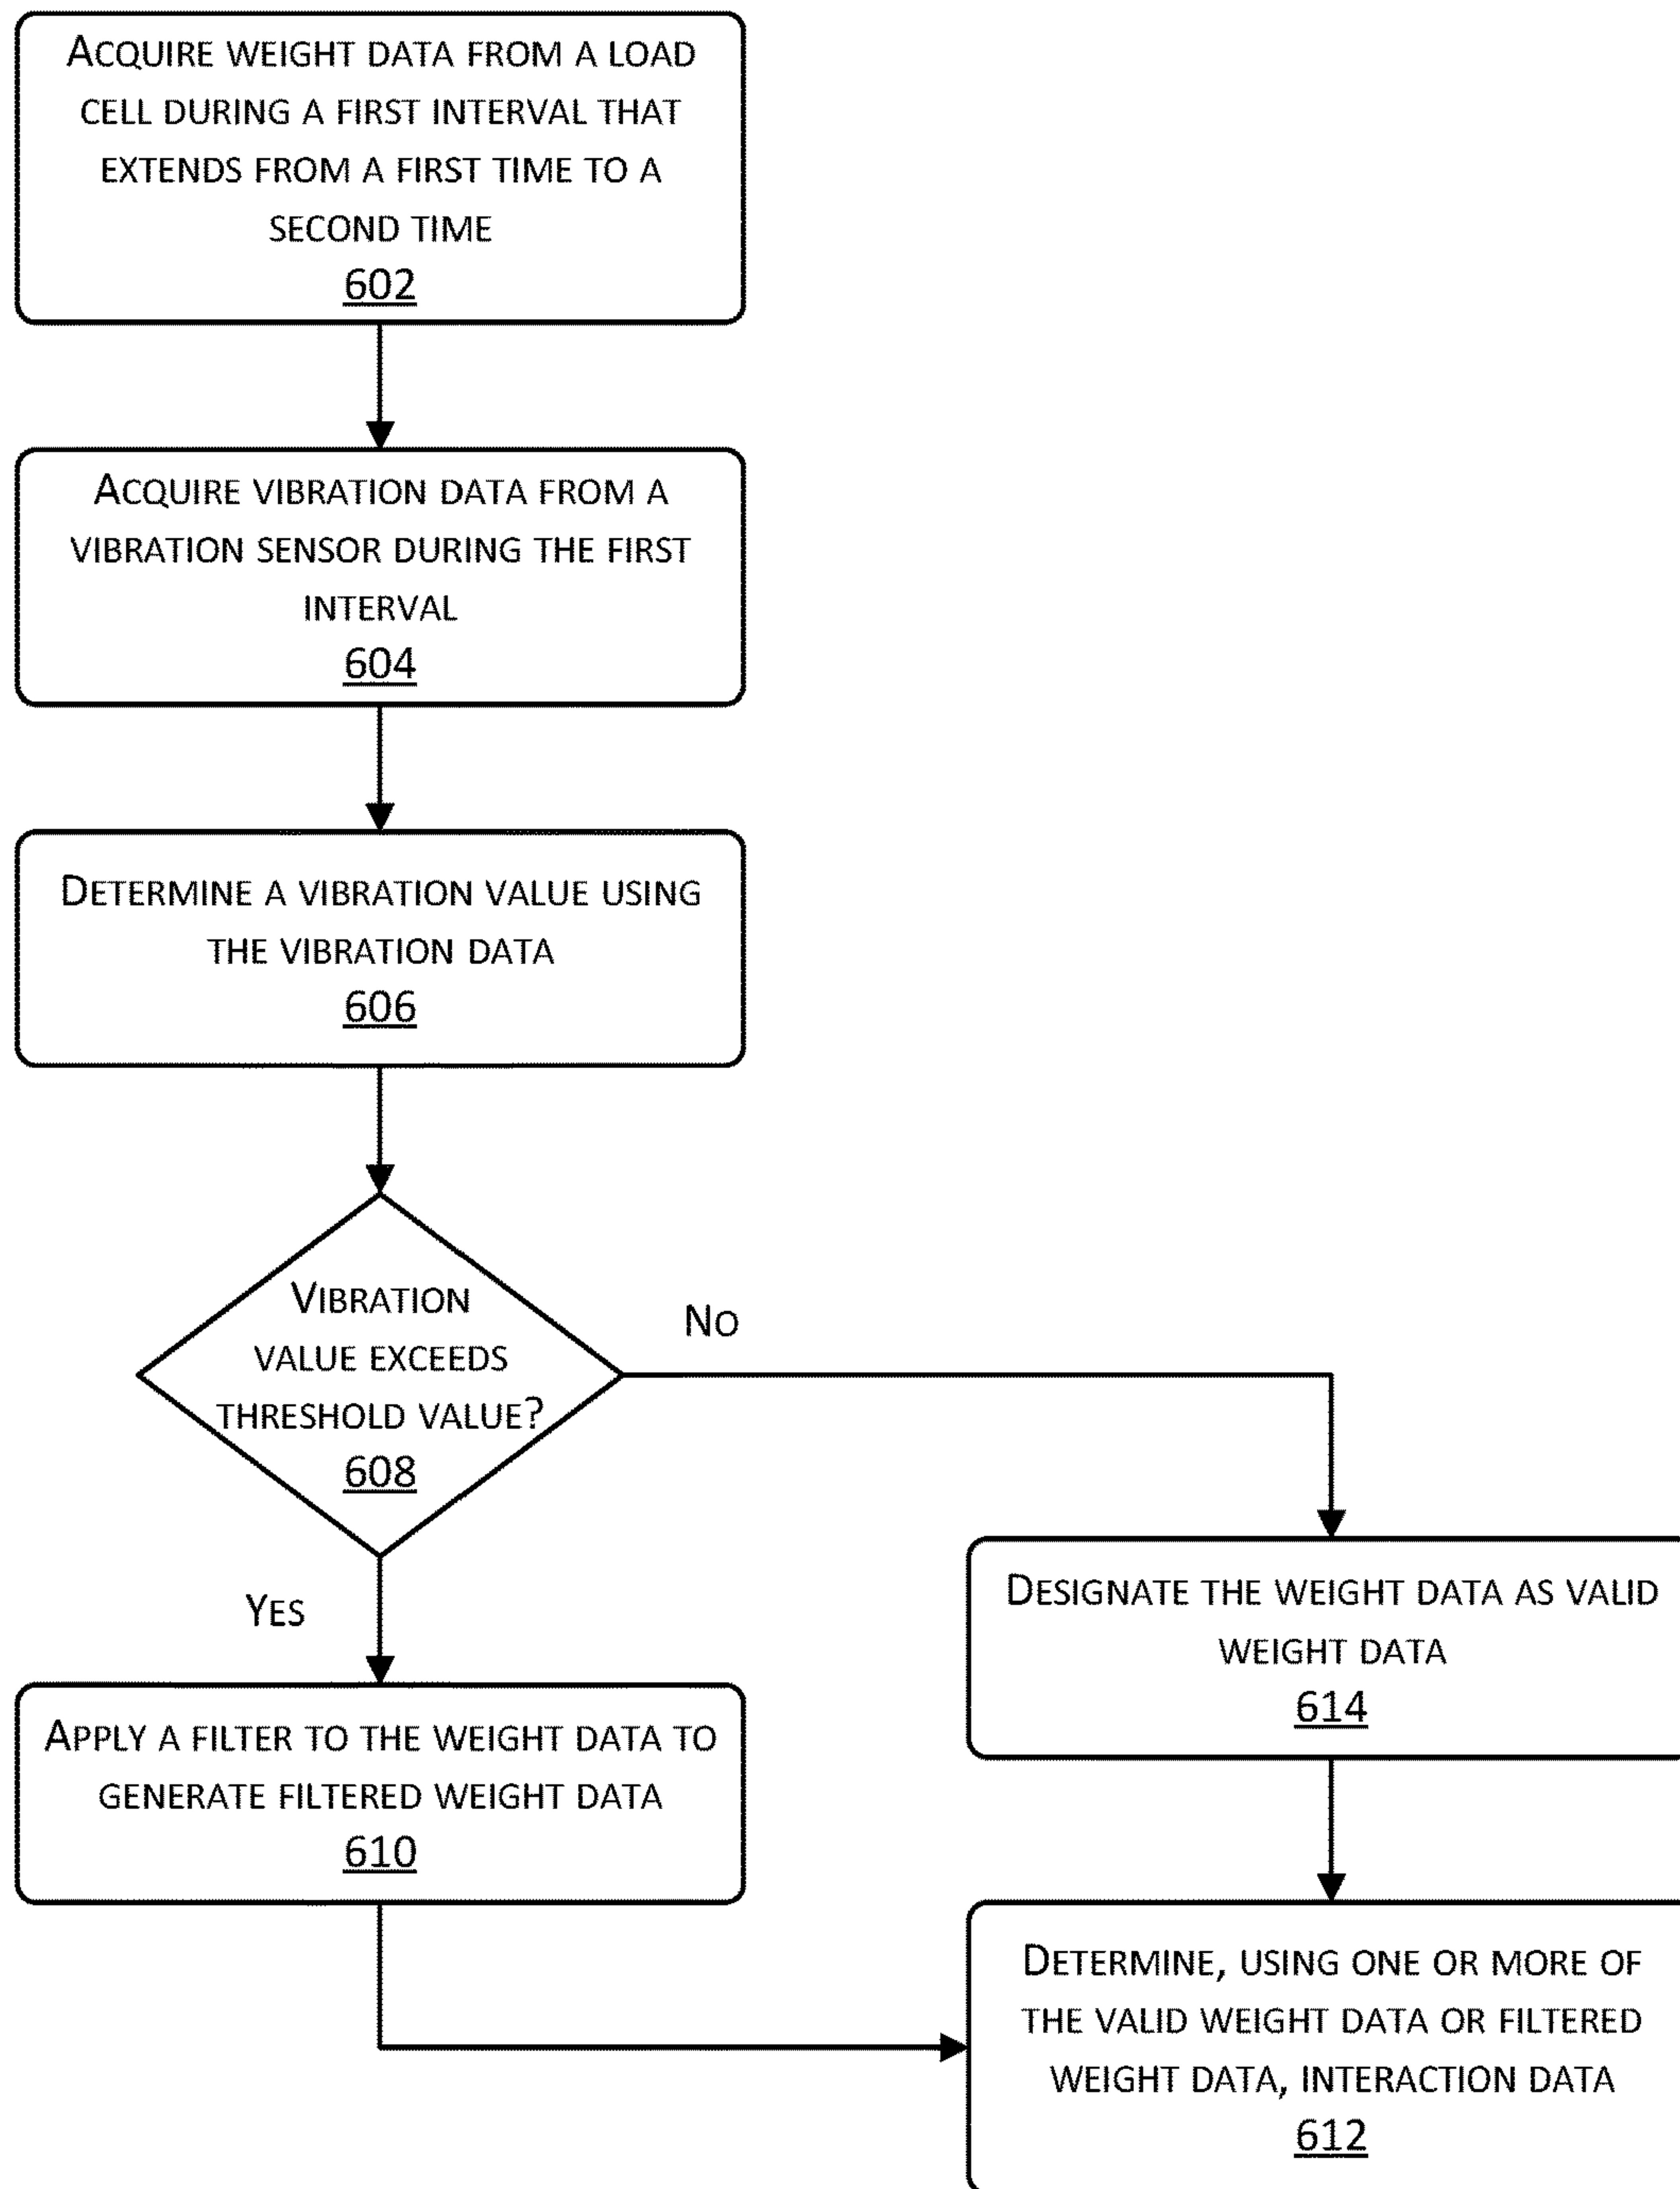 ACQUIRE WEIGHT DATA FROM A LOAD
CELL DURING A FIRST INTERVAL THAT
EXTENDS FROM A FIRST TIME TO A
SECOND TIME
602
ACQUIRE VIBRATION DATA FROM A
VIBRATION SENSOR DURING THE FIRST
INTERVAL
604
DETERMINE A VIBRATION VALUE USING
THE VIBRATION DATA
606
VIBRATION
VALUE EXCEEDS
THRESHOLD VALUE?
608
NO
YES
APPLY A FILTER TO THE WEIGHT DATA TO
GENERATE FILTERED WEIGHT DATA
610
DESIGNATE THE WEIGHT DATA AS VALID
WEIGHT DATA
614
DETERMINE, USING ONE OR MORE OF
THE VALID WEIGHT DATA OR FILTERED
WEIGHT DATA, INTERACTION DATA
612